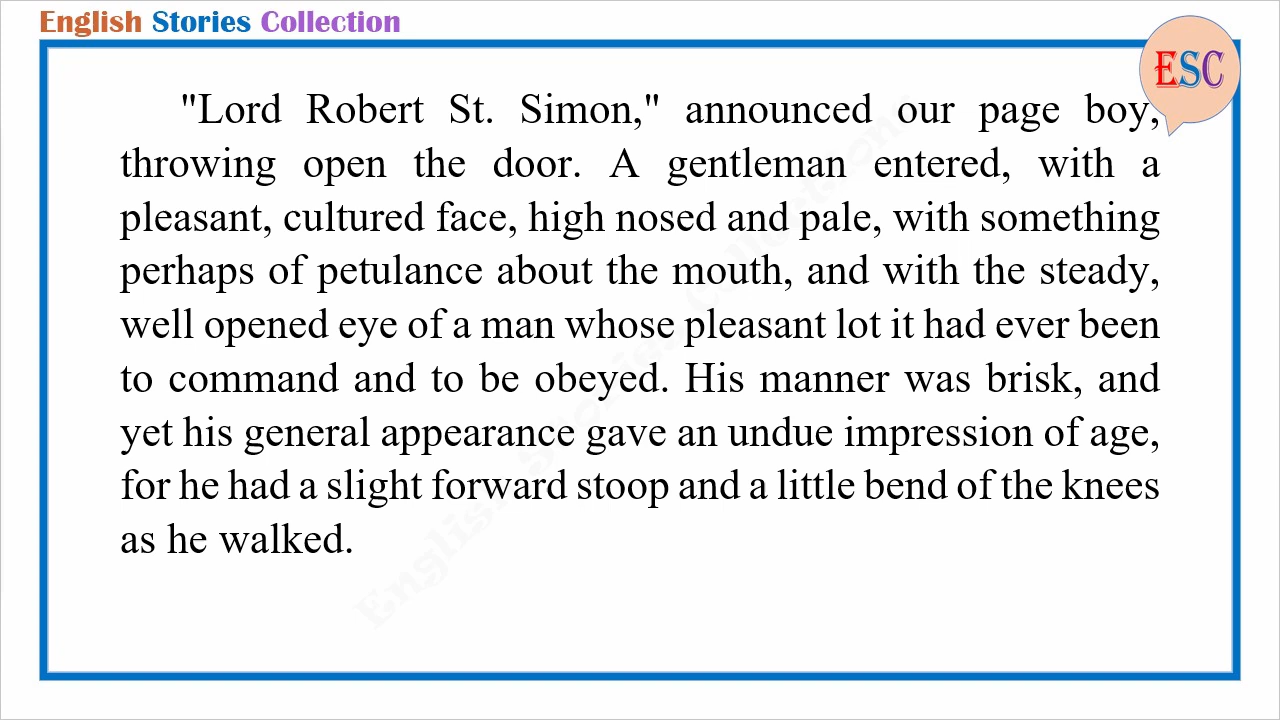 English Stories Collection
ESC
"Lord Robert St. Simon," announced our page boy,
throwing open the door. A gentleman entered, with a
pleasant, cultured face, high nosed and pale, with something
perhaps of petulance about the mouth, and with the steady,
well opened eye of a man whose pleasant lot it had ever been
to command and to be obeyed. His manner was brisk, and
yet his general appearance gave an undue impression of age,
for he had a slight forward stoop and a little bend of the knees
as he walked.